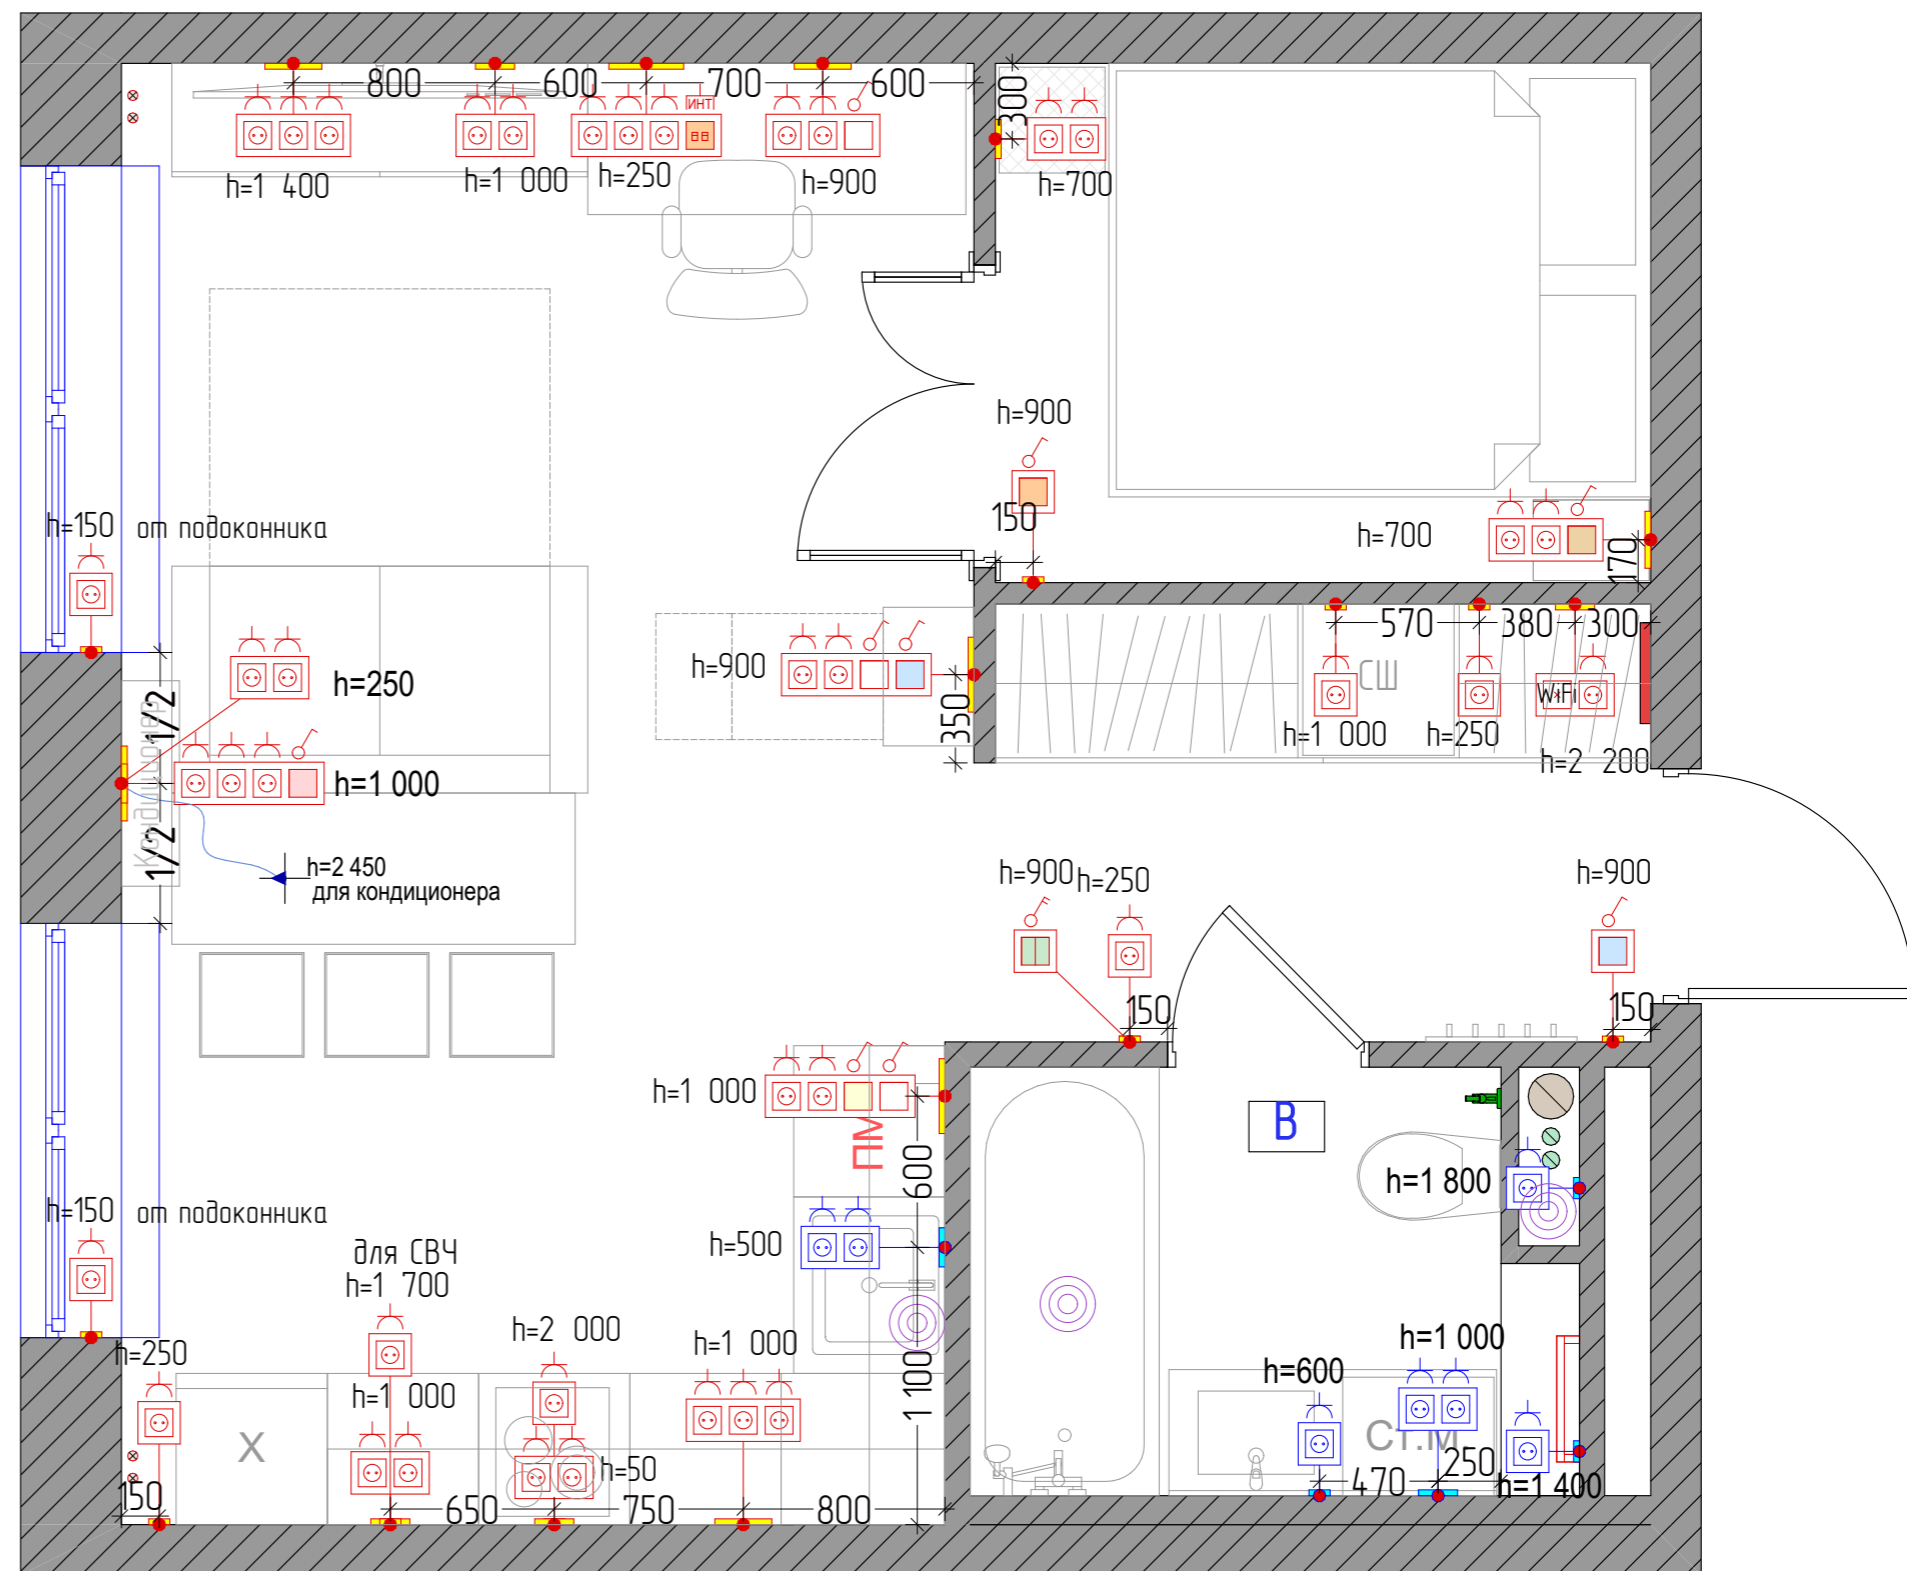 800
600
700
600
300
ИНТ
h=1 400
h=1 000
h=250
h=900
h=700
h=900
150
h=150 от подоконника
h=700
170
570
380
300
h=900
350
h=250
СШ
WiFi
h=1 000
h=250
h=2 200
1/2
h=1 000
Кондиционер
1/2
h=2 450
для кондиционера
h=900
h=250
h=900
150
150
h=1 000
ПМ
В
600
h=1 800
h=150 от подоконника
h=500
для СВЧ
h=1 700
h=2 000
h=1 000
h=250
h=1 000
1 100
h=600
h=1 000
Х
Ст.М.
h=50
470
250
h=1 400
150
650
750
800